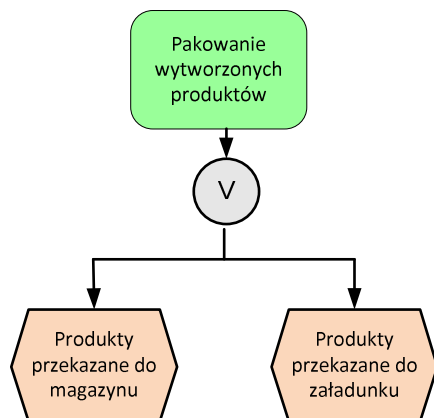 Pakowanie
wytworzonych
produktów
V
Produkty
przekazane do
magazynu
Produkty
przekazane do
załadunku